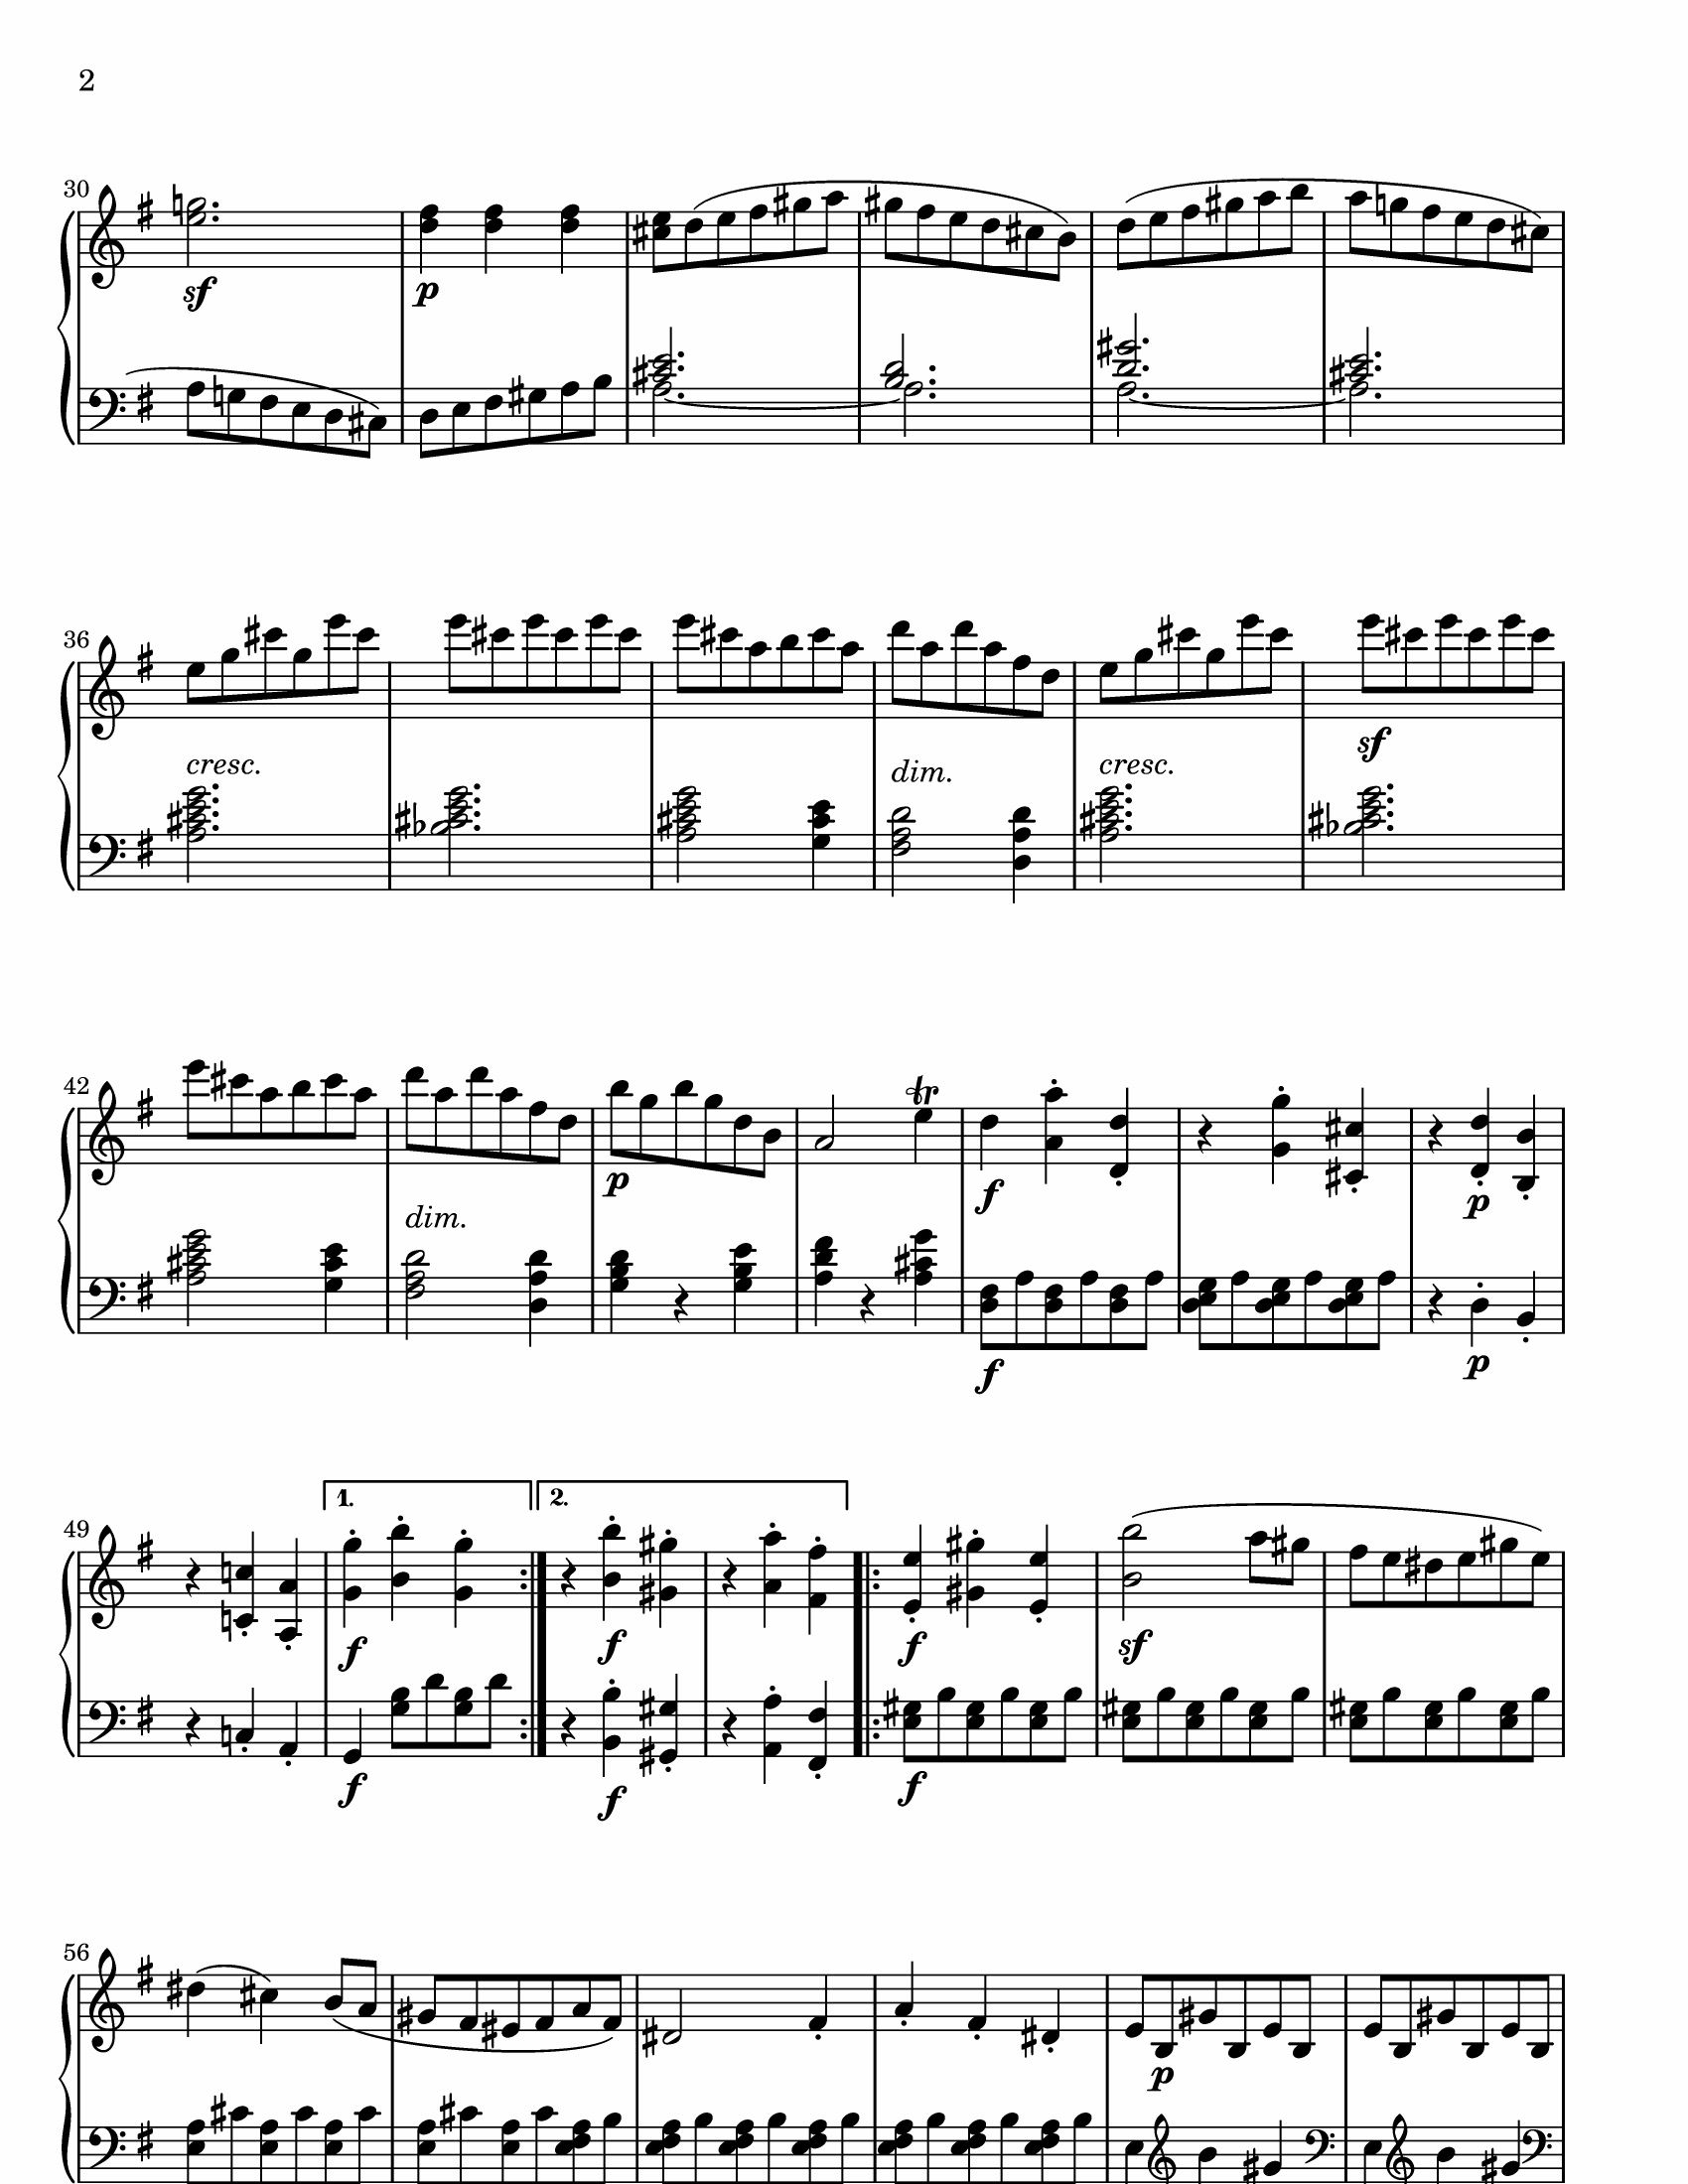 2
30
sf p
36
cresc. dim. cresc. sf
42
dim. p f p
f p
49
1. 2.
f f f sf
f f f
56
p